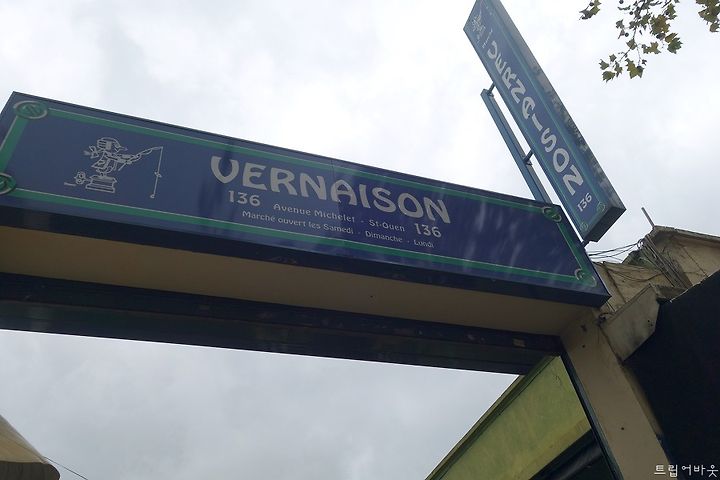 VERNAISON
136 Avenue Michelet - St-Ouen 136
Marché ouvert les Samedi - Dimanche - Lundi
VERNAISON
136
트립어바웃